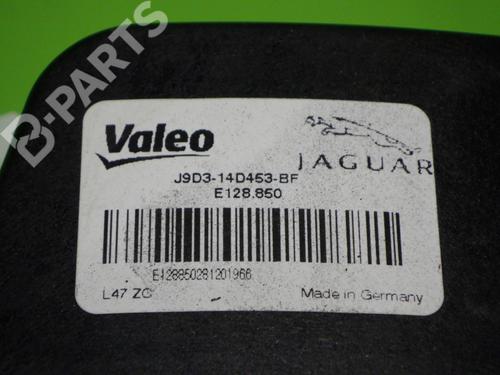 B-PARTS
Valeo
JAGUAR
J9D3-14D453-BF
E128.850
E128850281201966
L47 ZC
Made in Germany